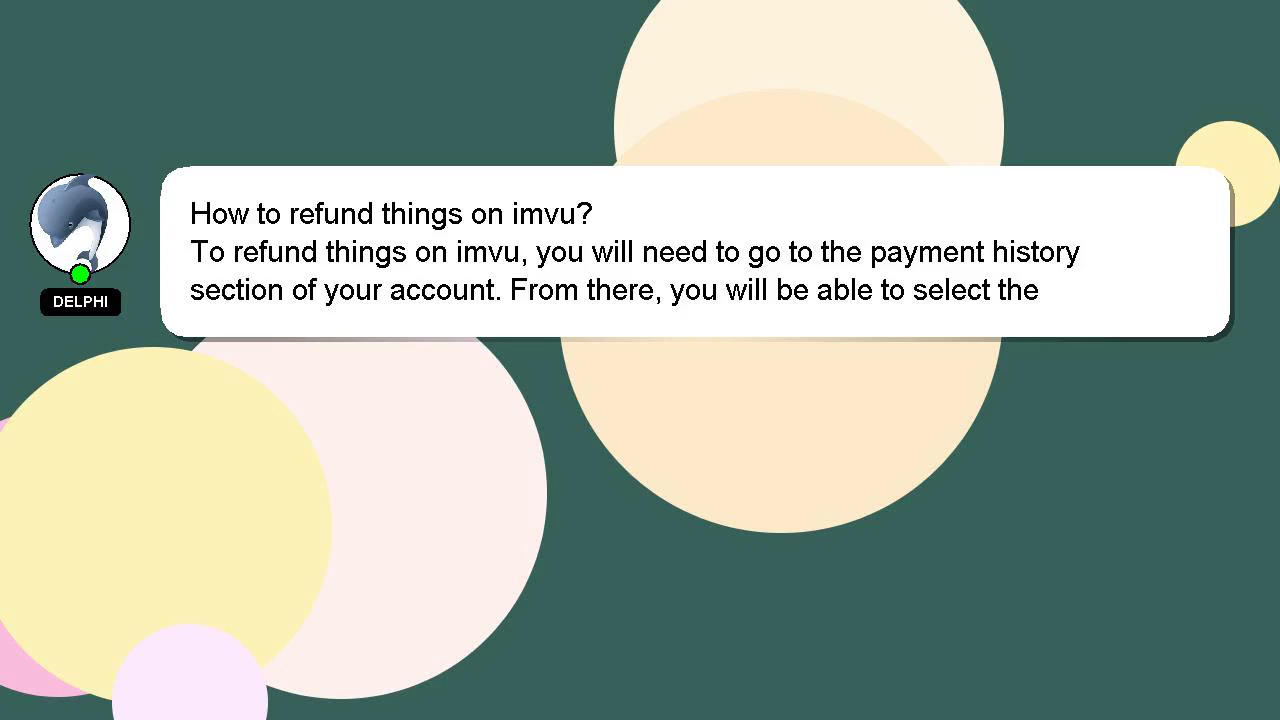 How to refund things on imvu?
To refund things on imvu, you will need to go to the payment history
section of your account. From there, you will be able to select the
DELPHI